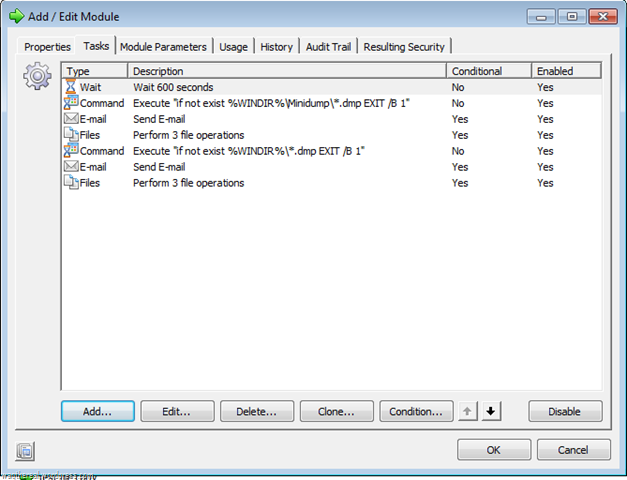 Add / Edit Module
Properties Tasks Module Parameters Usage History Audit Trail Resulting Security
Type Description Conditional Enabled
Wait Wait 600 seconds No Yes
Command Execute "if not exist %WINDIR%\Minidump\*.dmp EXIT /B 1" No Yes
E-mail Send E-mail Yes Yes
Files Perform 3 file operations Yes Yes
Command Execute "if not exist %WINDIR%\*.dmp EXIT /B 1" No Yes
E-mail Send E-mail Yes Yes
Files Perform 3 file operations Yes Yes
Add... Edit... Delete... Clone... Condition... Disable
OK Cancel